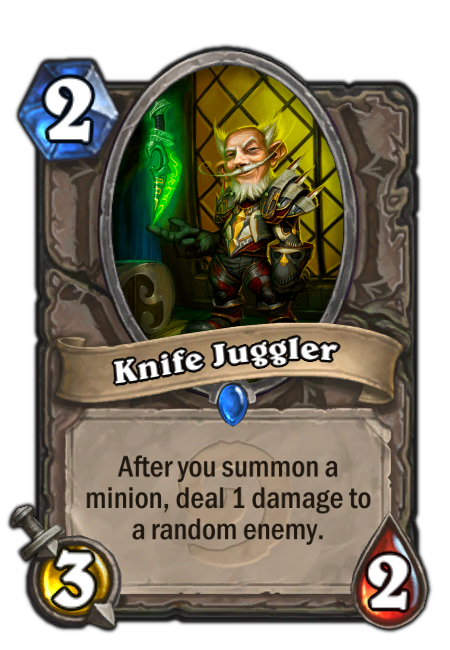 2
Knife Juggler
After you summon a
minion, deal 1 damage to
a random enemy.
3
2